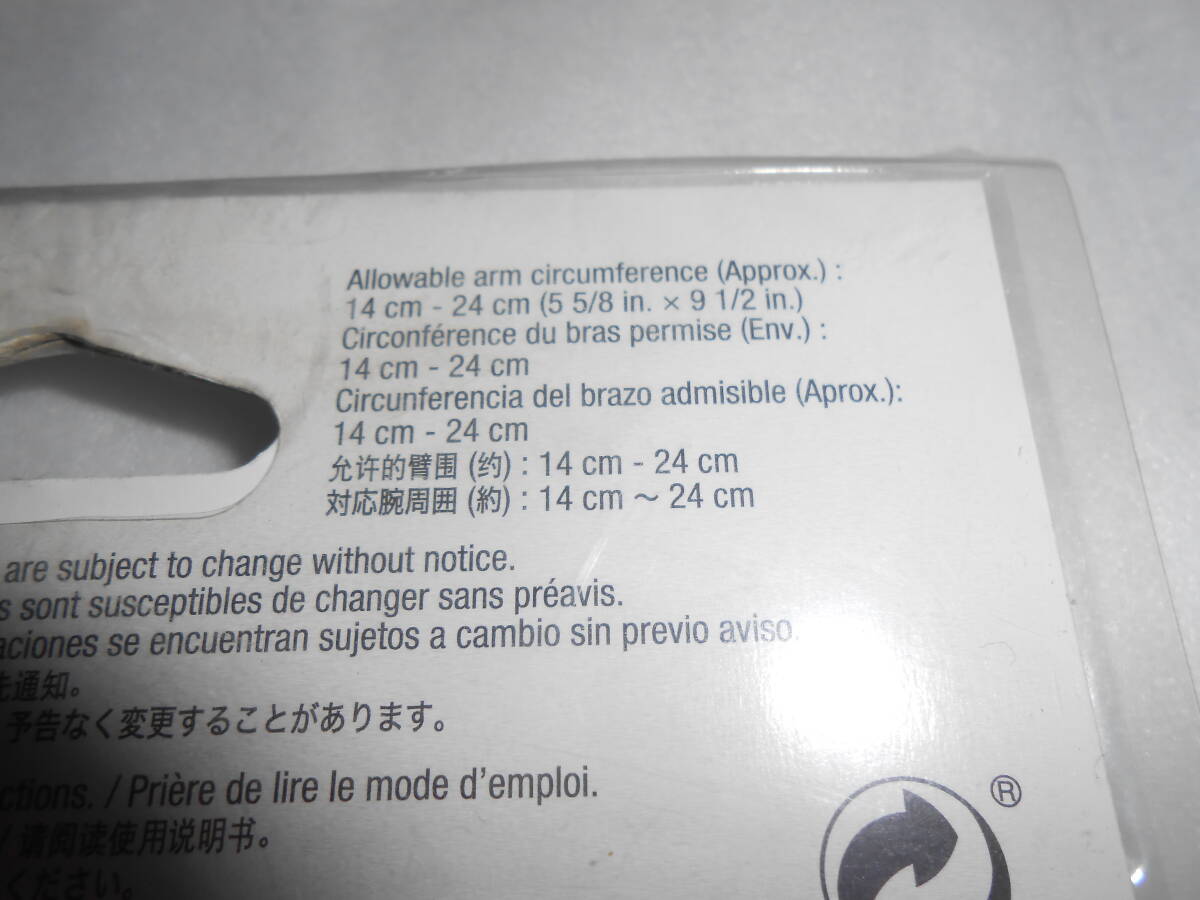 Allowable arm circumference (Approx.) :
14 cm - 24 cm (5 5/8 in. × 9 1/2 in.)
Circonférence du bras permise (Env.) :
14 cm - 24 cm
Circunferencia del brazo admisible (Aprox.):
14 cm - 24 cm
允许的臂围 (约) : 14 cm - 24 cm
対応腕周囲 (約) : 14 cm ～ 24 cm
are subject to change without notice.
s sont susceptibles de changer sans préavis.
aciones se encuentran sujetos a cambio sin previo aviso.
先通知。
予告なく変更することがあります。
ctions. / Prière de lire le mode d'emploi.
/ 请阅读使用说明书。
ください。
®